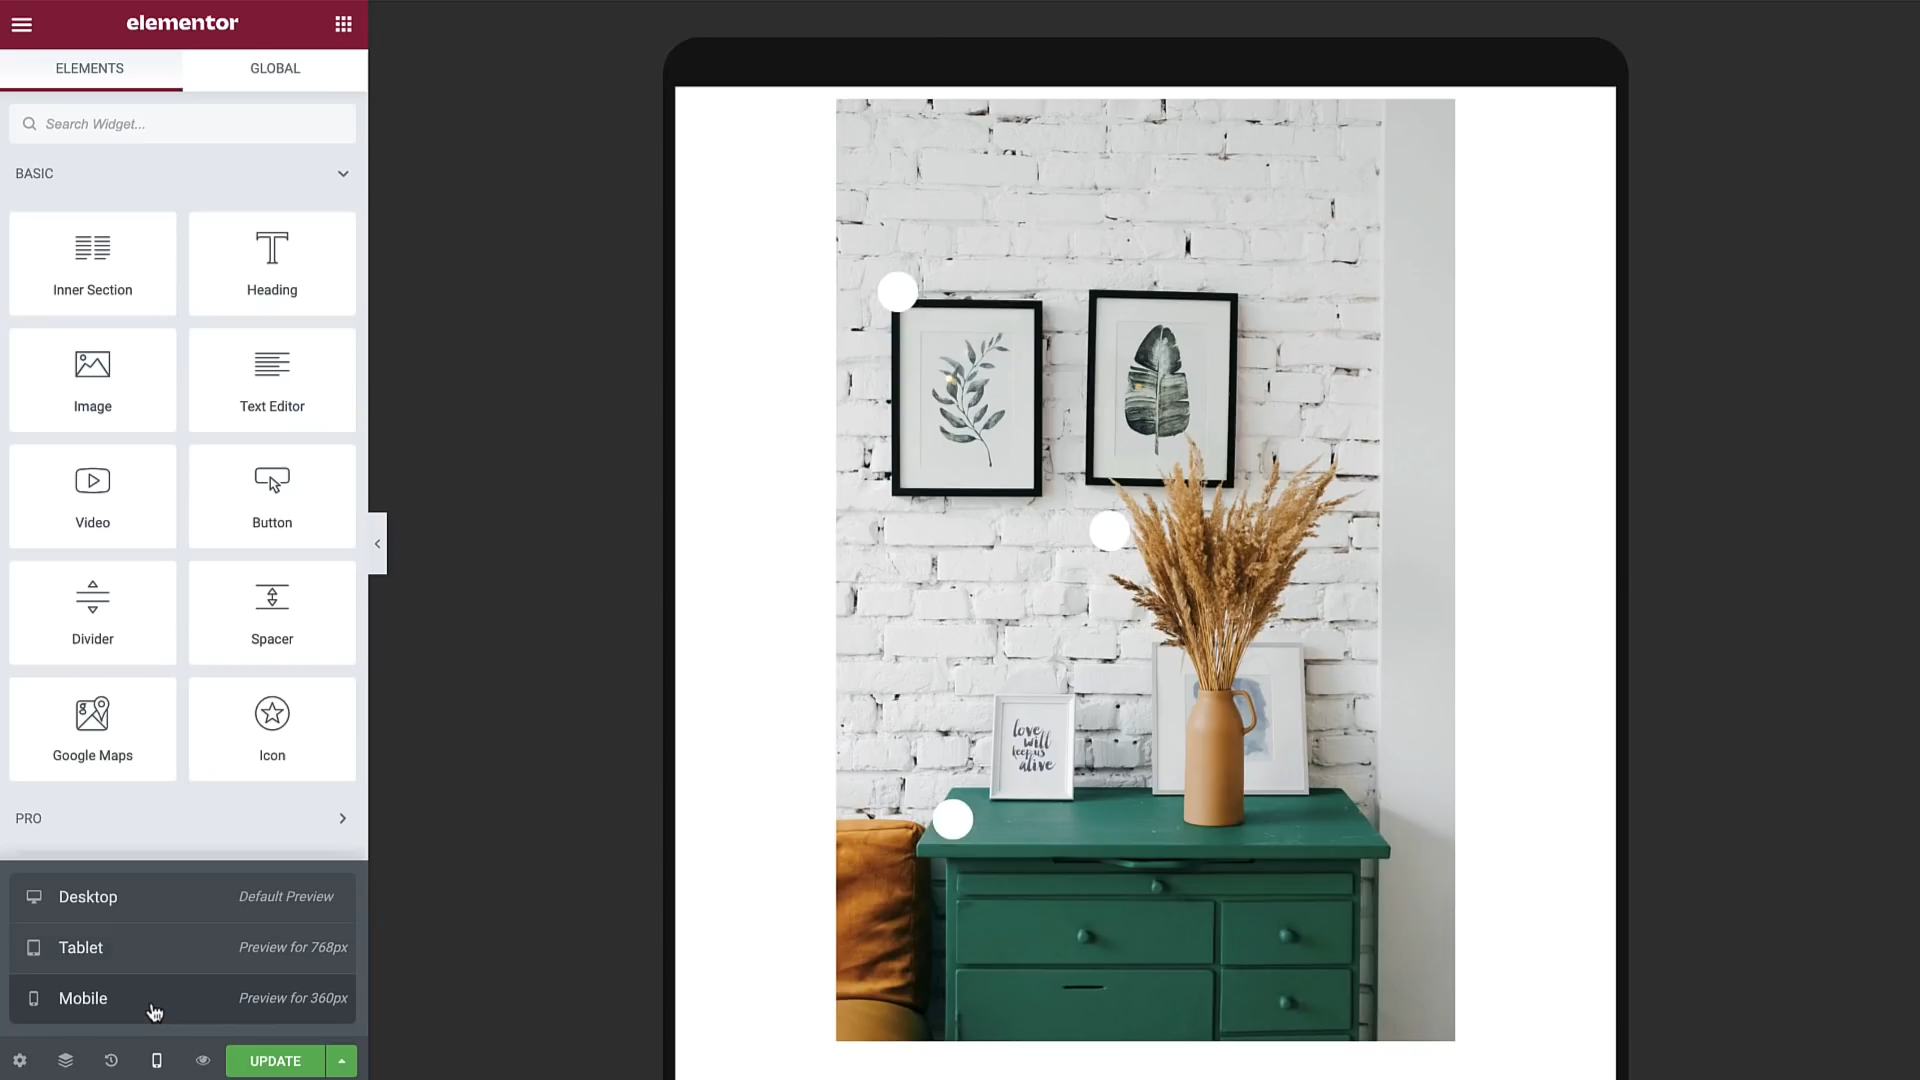 elementor
ELEMENTS
GLOBAL
Search Widget...
BASIC
Inner Section
Heading
Image
Text Editor
Video
Button
Divider
Spacer
Google Maps
Icon
PRO
Desktop
Default Preview
Tablet
Preview for 768px
Mobile
Preview for 360px
UPDATE
love
will
keep us
alive